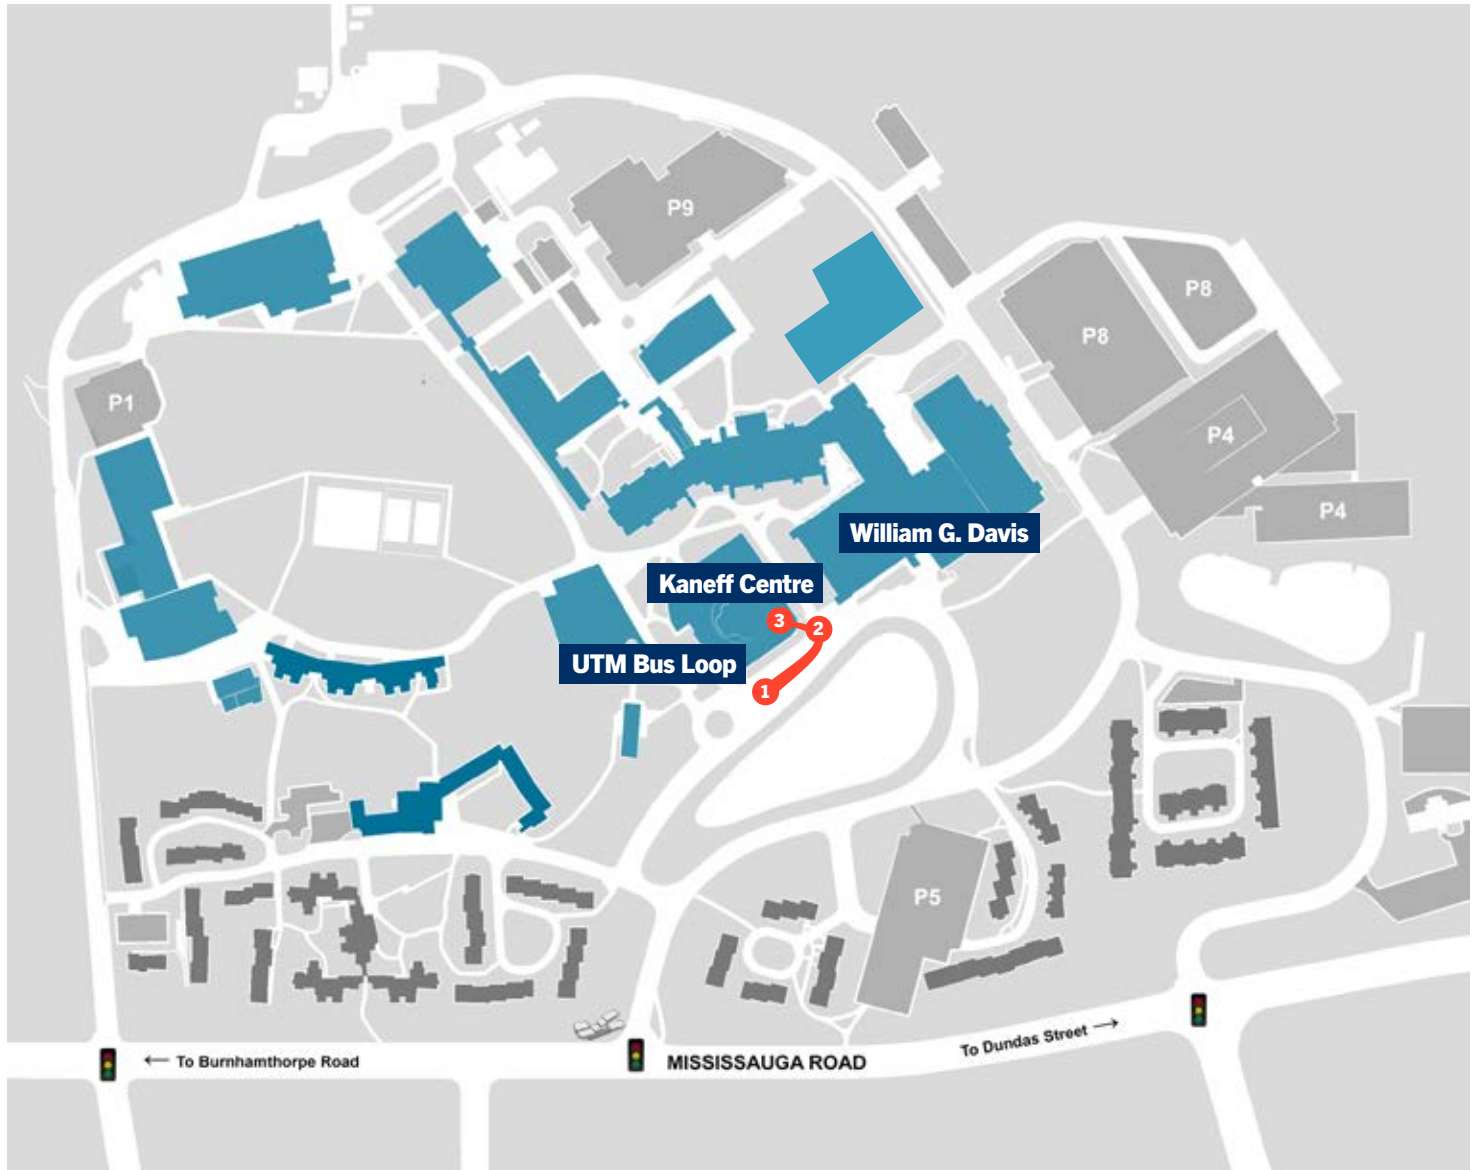 P9
P8
P8
P1
P4
P4
William G. Davis
Kaneff Centre
3
2
UTM Bus Loop
1
P5
To Dundas Street →
← To Burnhamthorpe Road
MISSISSAUGA ROAD